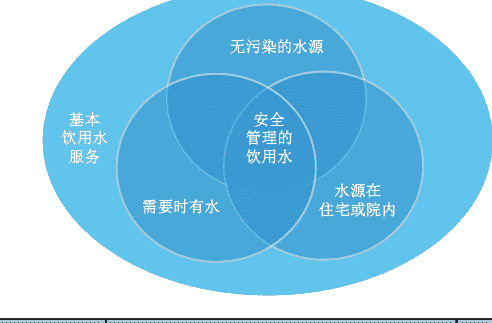 无污染的水源
基本
饮用水
服务
安全
管理的
饮用水
需要时有水
水源在
住宅或院内